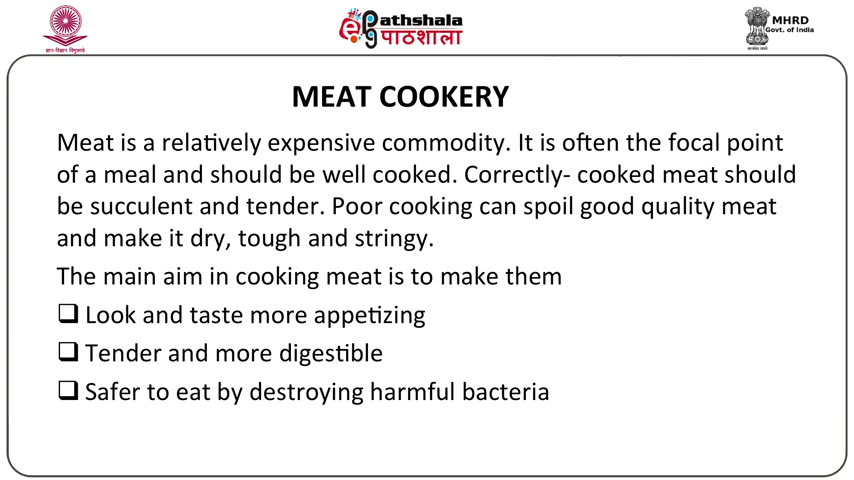 ज्ञान-विज्ञान विमुक्तये
epathshala
पाठशाला
MHRD
Govt. of India
MEAT COOKERY
Meat is a relatively expensive commodity. It is often the focal point
of a meal and should be well cooked. Correctly- cooked meat should
be succulent and tender. Poor cooking can spoil good quality meat
and make it dry, tough and stringy.
The main aim in cooking meat is to make them
❑ Look and taste more appetizing
❑ Tender and more digestible
❑ Safer to eat by destroying harmful bacteria